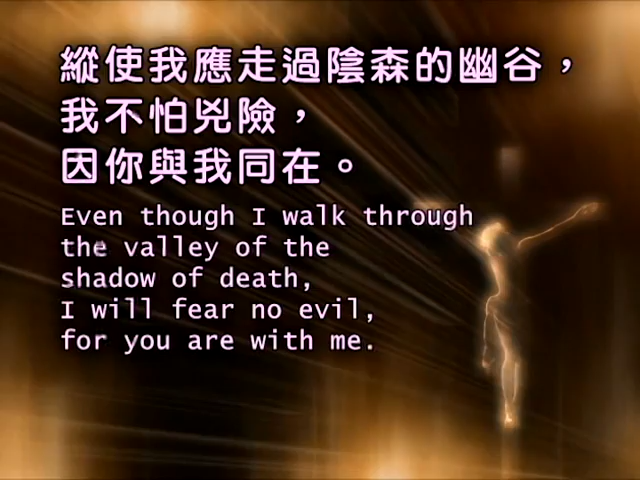 縱使我應走過陰森的幽谷，
我不怕兇險，
因你與我同在。
Even though I walk through
the valley of the
shadow of death,
I will fear no evil,
for you are with me.